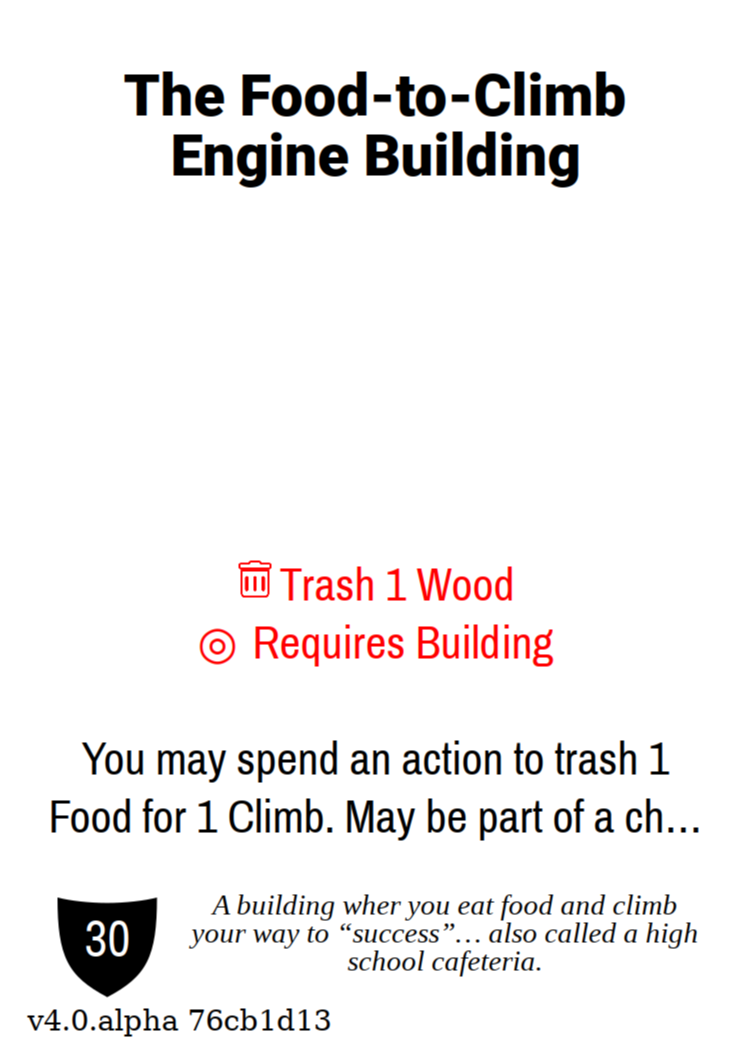 The Food-to-Climb
Engine Building
Trash 1 Wood
◎ Requires Building
You may spend an action to trash 1
Food for 1 Climb. May be part of a ch…
30
A building wher you eat food and climb
your way to “success”… also called a high
school cafeteria.
v4.0.alpha 76cb1d13